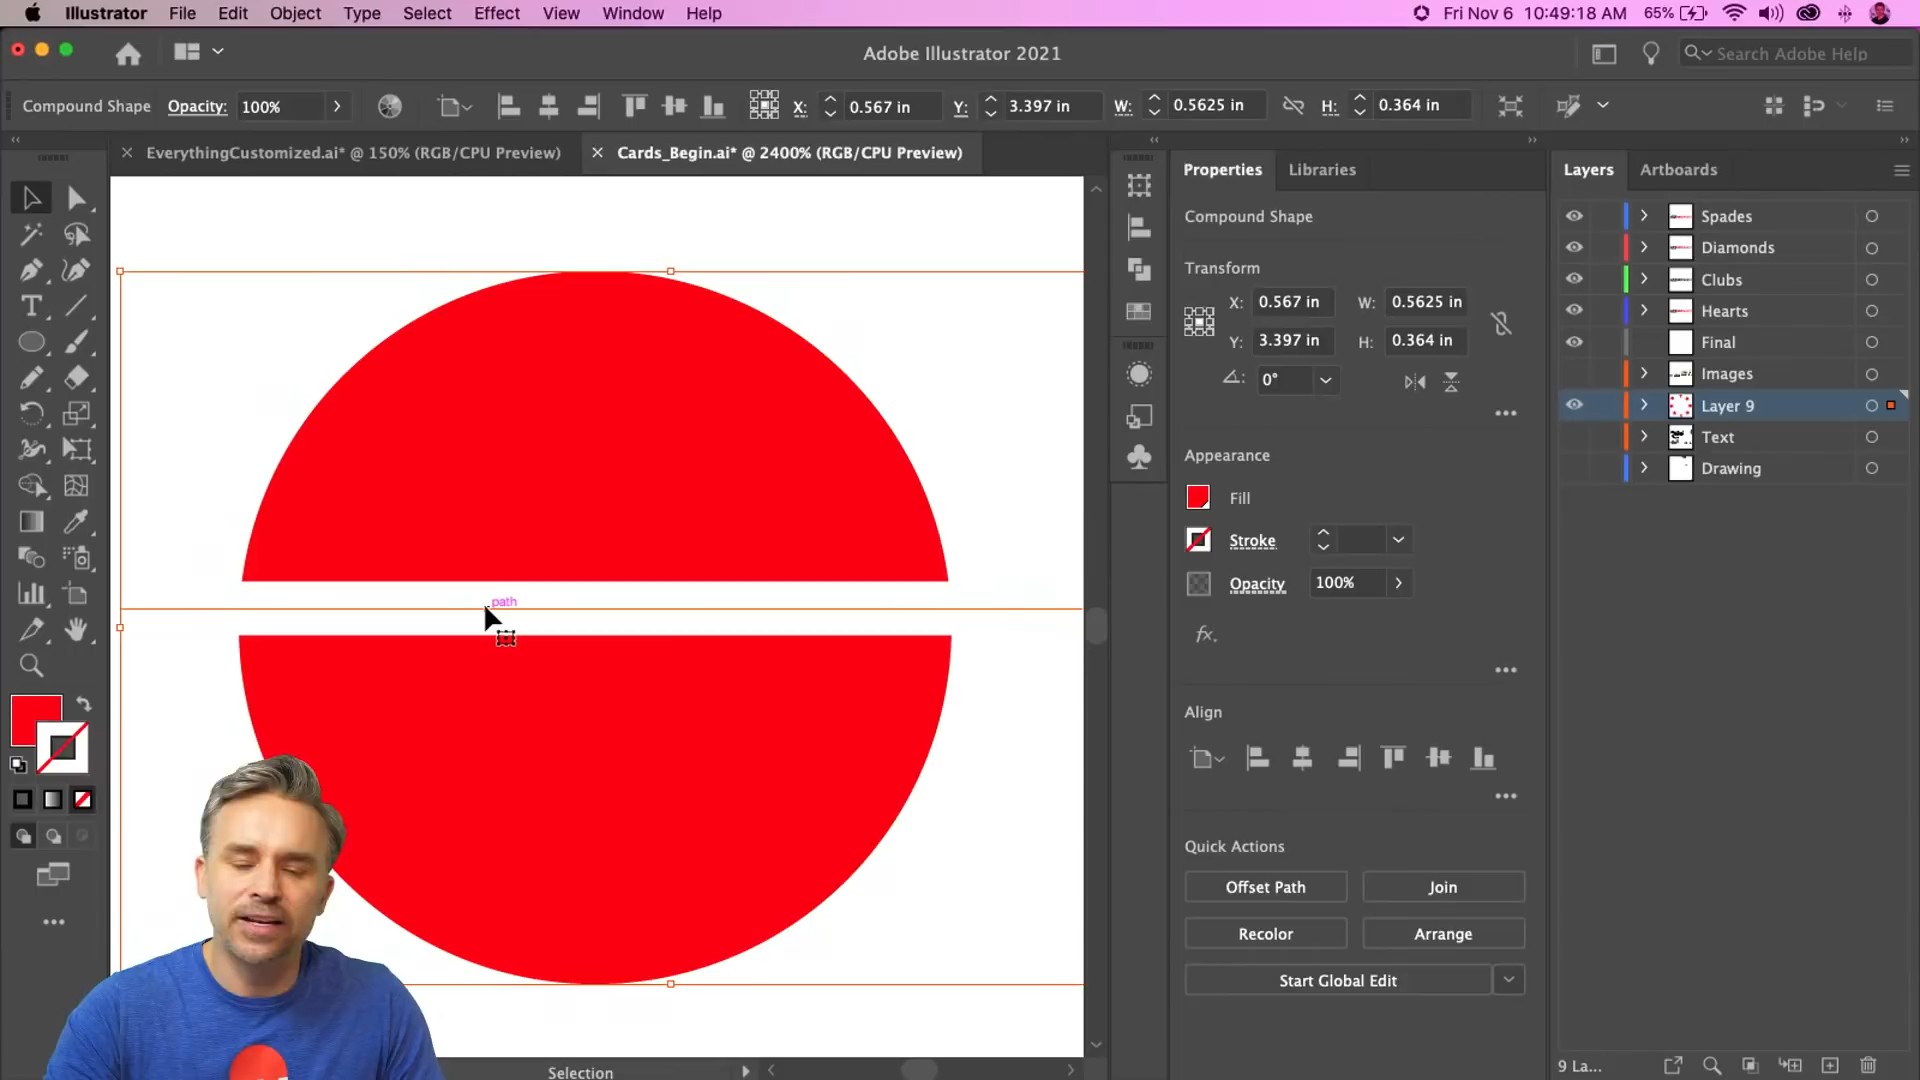 Illustrator File Edit Object Type Select Effect View Window Help
Fri Nov 6 10:49:18 AM 65%
Adobe Illustrator 2021
Search Adobe Help
Compound Shape Opacity: 100% X: 0.567 in Y: 3.397 in W: 0.5625 in H: 0.364 in
EverythingCustomized.ai* @ 150% (RGB/CPU Preview)
Cards_Begin.ai* @ 2400% (RGB/CPU Preview)
path
Selection
Properties Libraries
Compound Shape
Transform
X: 0.567 in W: 0.5625 in
Y: 3.397 in H: 0.364 in
0°
Appearance
Fill
Stroke
Opacity 100%
fx.
Align
Quick Actions
Offset Path Join
Recolor Arrange
Start Global Edit
Layers Artboards
Spades
Diamonds
Clubs
Hearts
Final
Images
Layer 9
Text
Drawing
9 La...